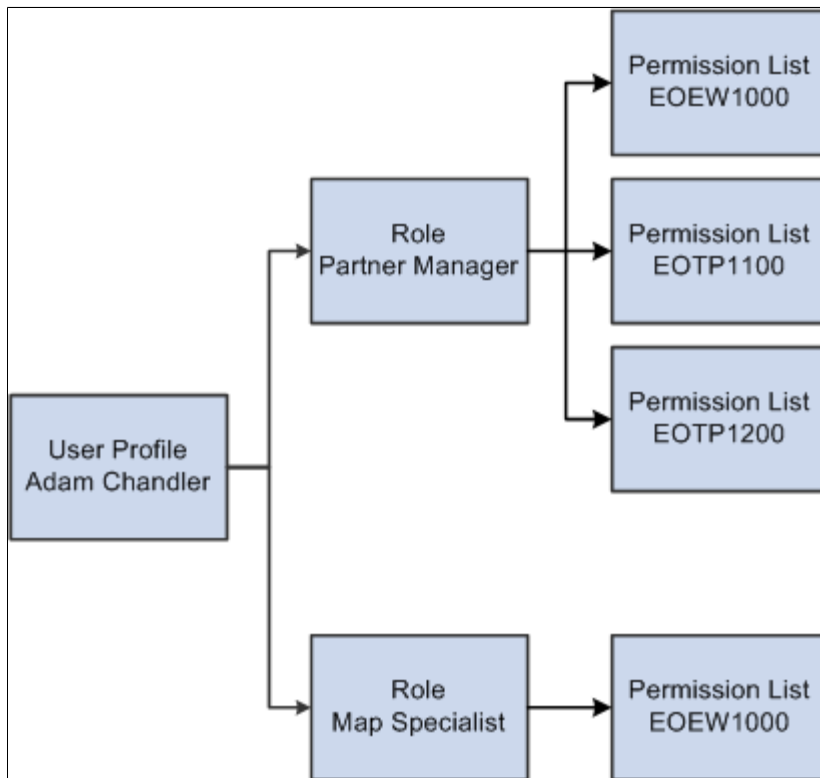 Permission List
EOEW1000
Role
Partner Manager
Permission List
EOTP1100
Permission List
EOTP1200
User Profile
Adam Chandler
Role
Map Specialist
Permission List
EOEW1000